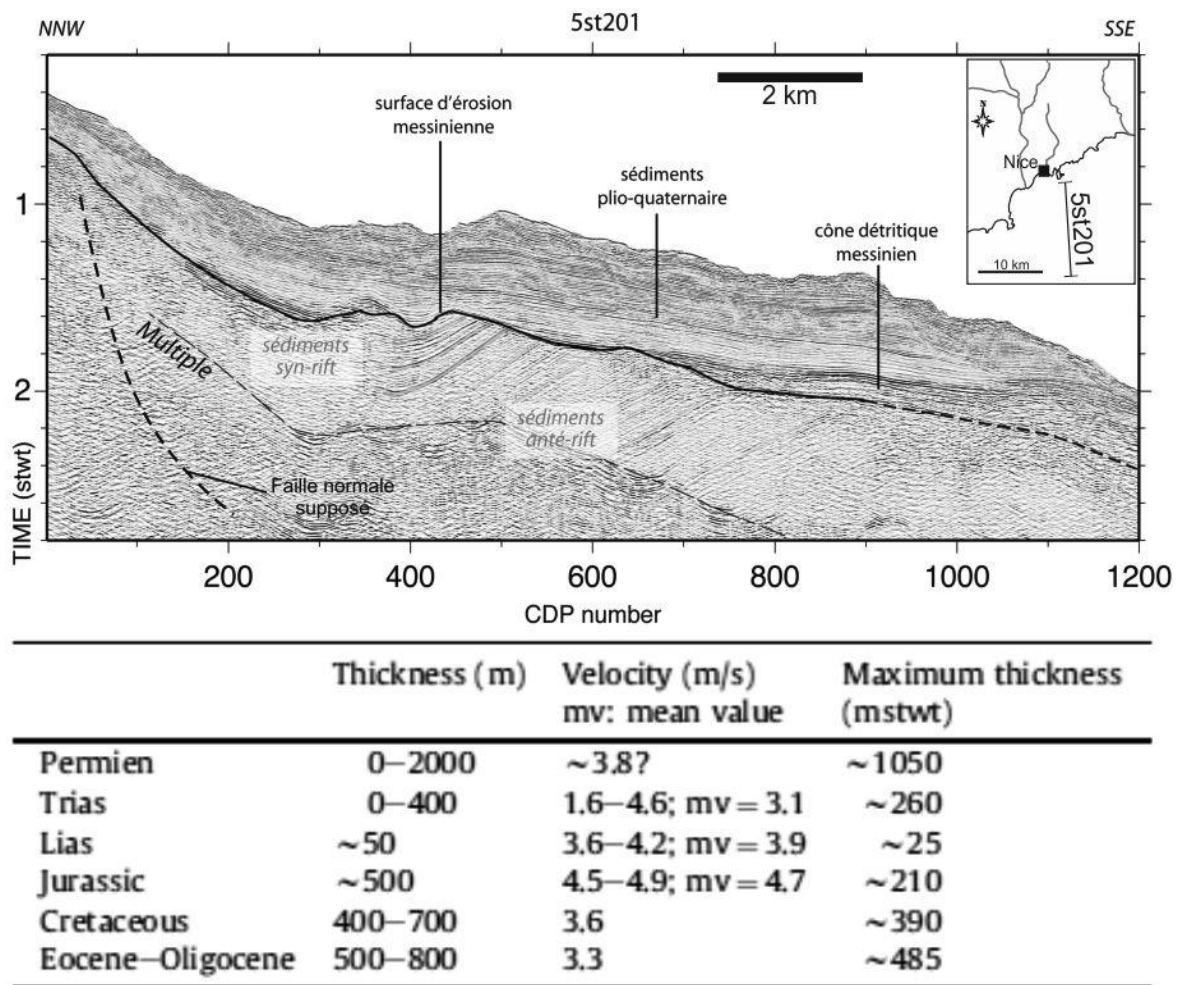 NNW
5st201
SSE
2 km
surface d'érosion
messinienne
sédiments
plio-quaternaire
cône détritique
messinien
N
Nice
5st201
10 km
1
2
TIME (stwt)
Multiple
sédiments
syn-rift
sédiments
anté-rift
Faille normale
supposé
200
400
600
800
1000
1200
CDP number
Thickness (m) Velocity (m/s) Maximum thickness
mv: mean value (mstwt)
Permien 0–2000 ~3.8? ~1050
Trias 0–400 1.6–4.6; mv = 3.1 ~260
Lias ~50 3.6–4.2; mv = 3.9 ~25
Jurassic ~500 4.5–4.9; mv = 4.7 ~210
Cretaceous 400–700 3.6 ~390
Eocene–Oligocene 500–800 3.3 ~485